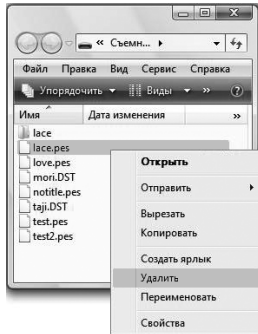 « Съемн... ▸
Файл Правка Вид Сервис Справка
Упорядочить Виды »
Имя Дата изменения »
lace
lace.pes
love.pes
mori.DST
notitle.pes
taji.DST
test.pes
test2.pes
Открыть
Отправить
Вырезать
Копировать
Создать ярлык
Удалить
Переименовать
Свойства